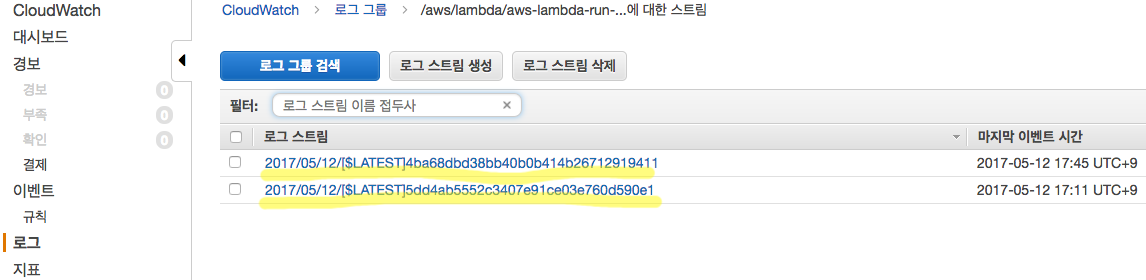 CloudWatch
대시보드
경보
경보 0
부족 0
확인 0
결제
이벤트
규칙
로그
지표
CloudWatch > 로그 그룹 > /aws/lambda/aws-lambda-run-...에 대한 스트림
로그 그룹 검색 로그 스트림 생성 로그 스트림 삭제
필터: 로그 스트림 이름 접두사 ×
로그 스트림 마지막 이벤트 시간
2017/05/12/[$LATEST]4ba68dbd38bb40b0b414b26712919411 2017-05-12 17:45 UTC+9
2017/05/12/[$LATEST]5dd4ab5552c3407e91ce03e760d590e1 2017-05-12 17:11 UTC+9